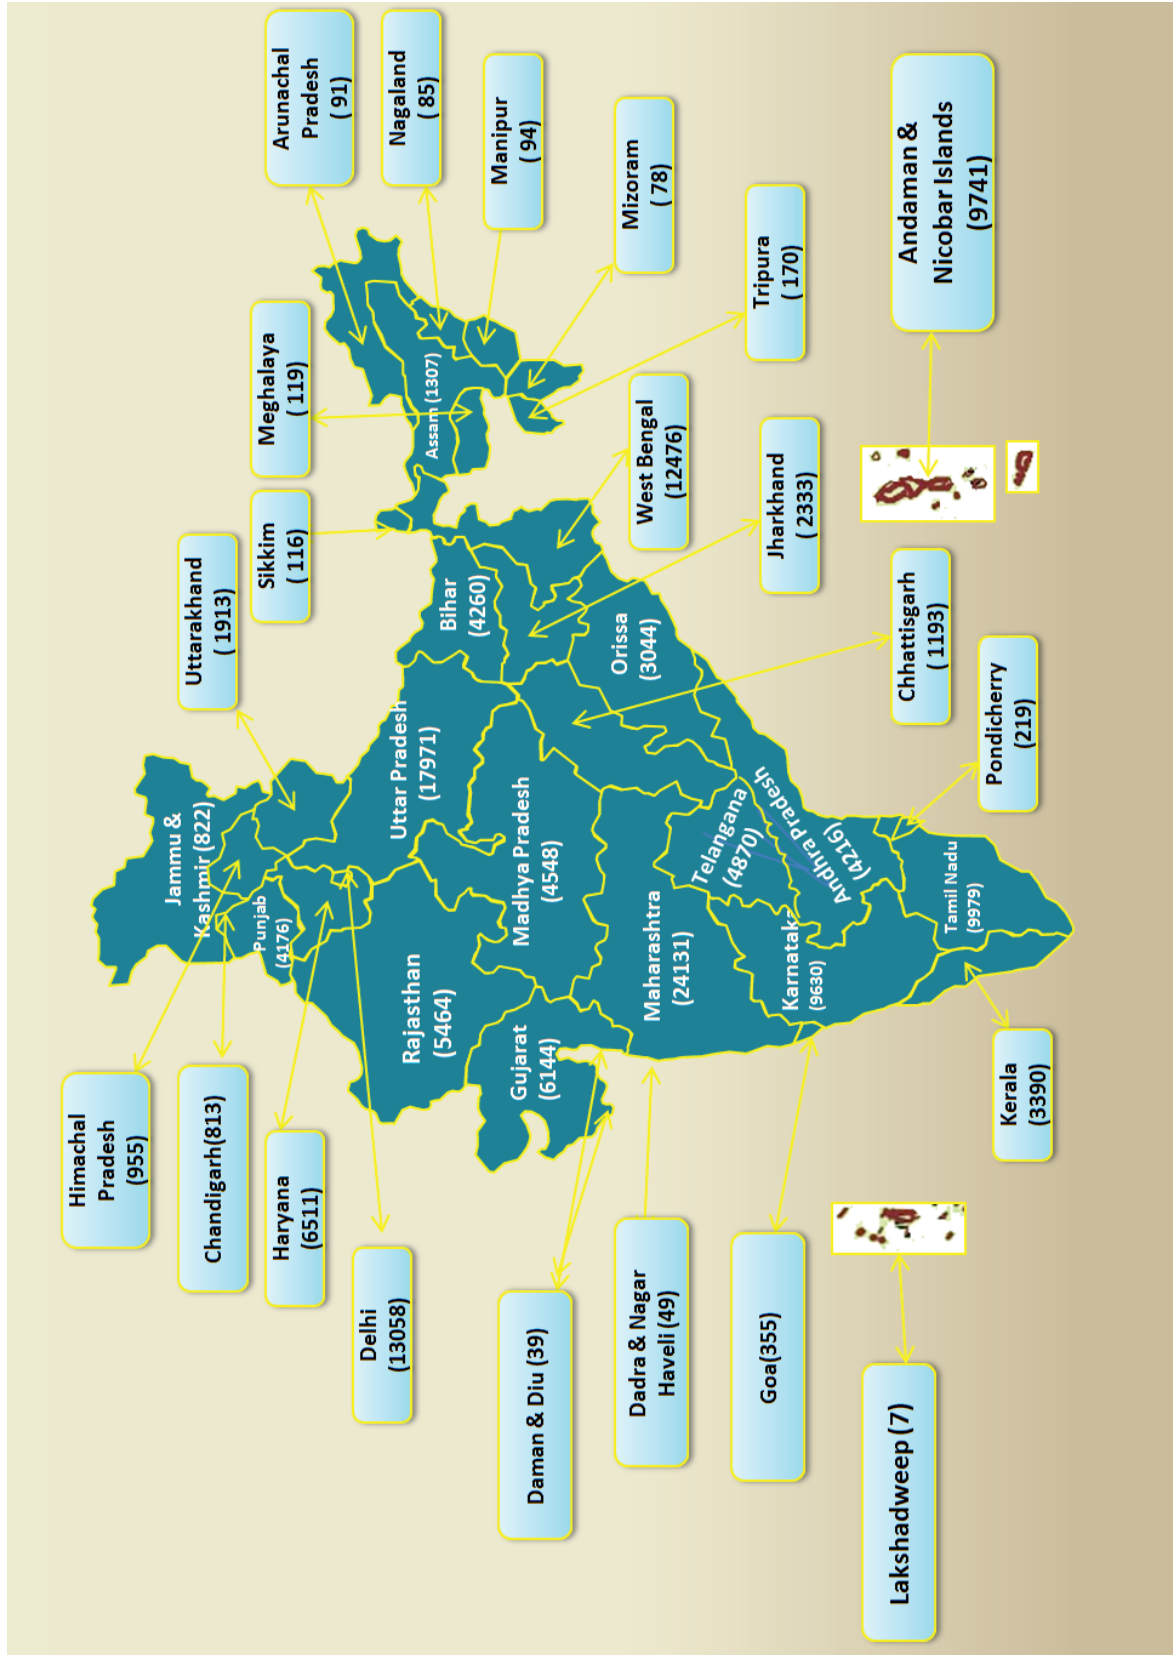 Himachal
Pradesh
(955)
Chandigarh(813)
Haryana
(6511)
Delhi
(13058)
Daman & Diu (39)
Dadra & Nagar
Haveli (49)
Goa(355)
Lakshadweep (7)
Jammu &
Kashmir (822)
Punjab
(4176)
Rajasthan
(5464)
Gujarat
(6144)
Maharashtra
(24131)
Karnataka
(9630)
Kerala
(3390)
Uttarakhand
( 1913)
Uttar Pradesh
(17971)
Madhya Pradesh
(4548)
Telangana
(4870)
Andhra Pradesh
(4216)
Tamil Nadu
(9979)
Pondicherry
(219)
Sikkim
( 116)
Bihar
(4260)
Orissa
(3044)
Chhattisgarh
( 1193)
Meghalaya
( 119)
Assam (1307)
West Bengal
(12476)
Jharkhand
( 2333)
Arunachal
Pradesh
( 91)
Nagaland
( 85)
Manipur
( 94)
Mizoram
( 78)
Tripura
( 170)
Andaman &
Nicobar Islands
(9741)